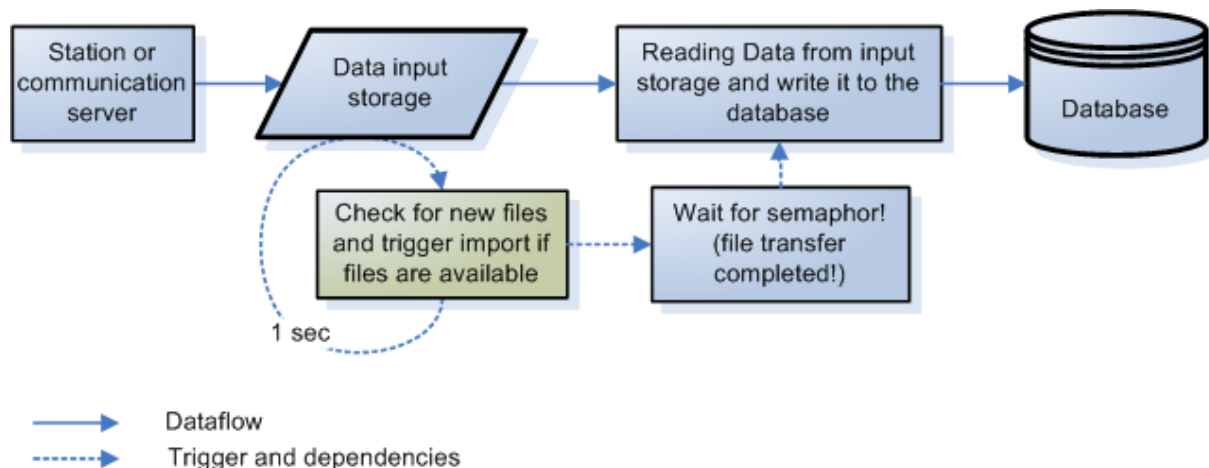 Station or
communication
server
Data input
storage
Reading Data from input
storage and write it to the
database
Database
Check for new files
and trigger import if
files are available
Wait for semaphor!
(file transfer
completed!)
1 sec
Dataflow
Trigger and dependencies